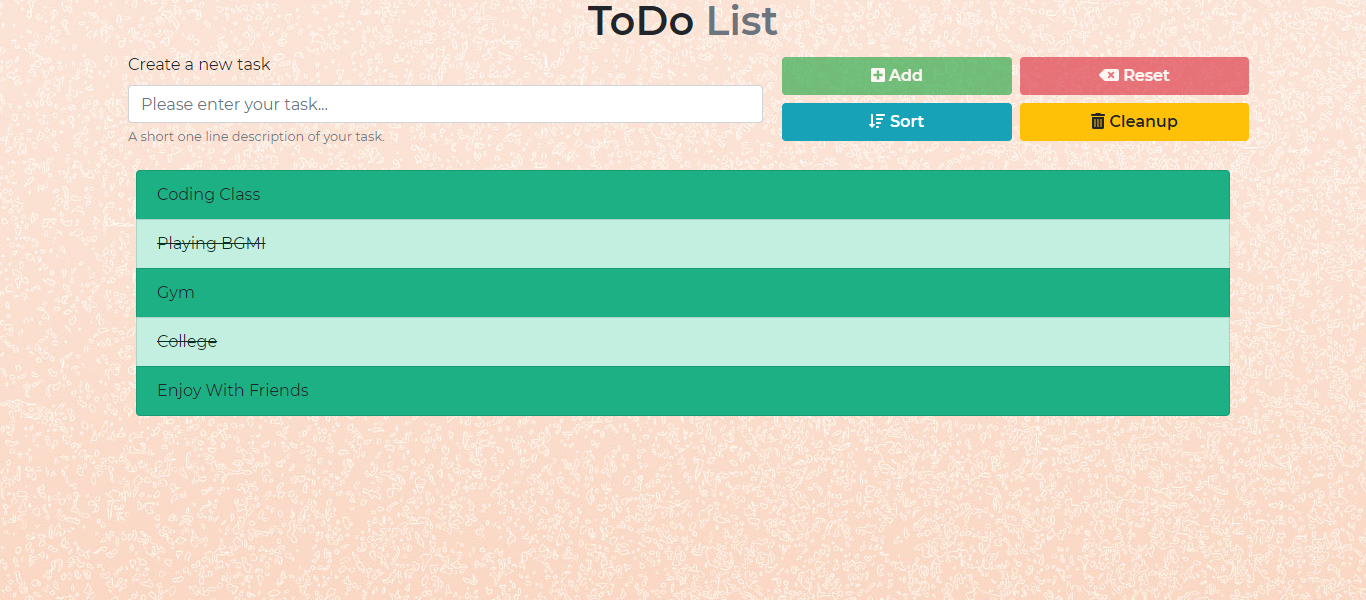 ToDo List
Create a new task
Please enter your task...
A short one line description of your task.
Add
Reset
Sort
Cleanup
Coding Class
Playing BGMI
Gym
College
Enjoy With Friends